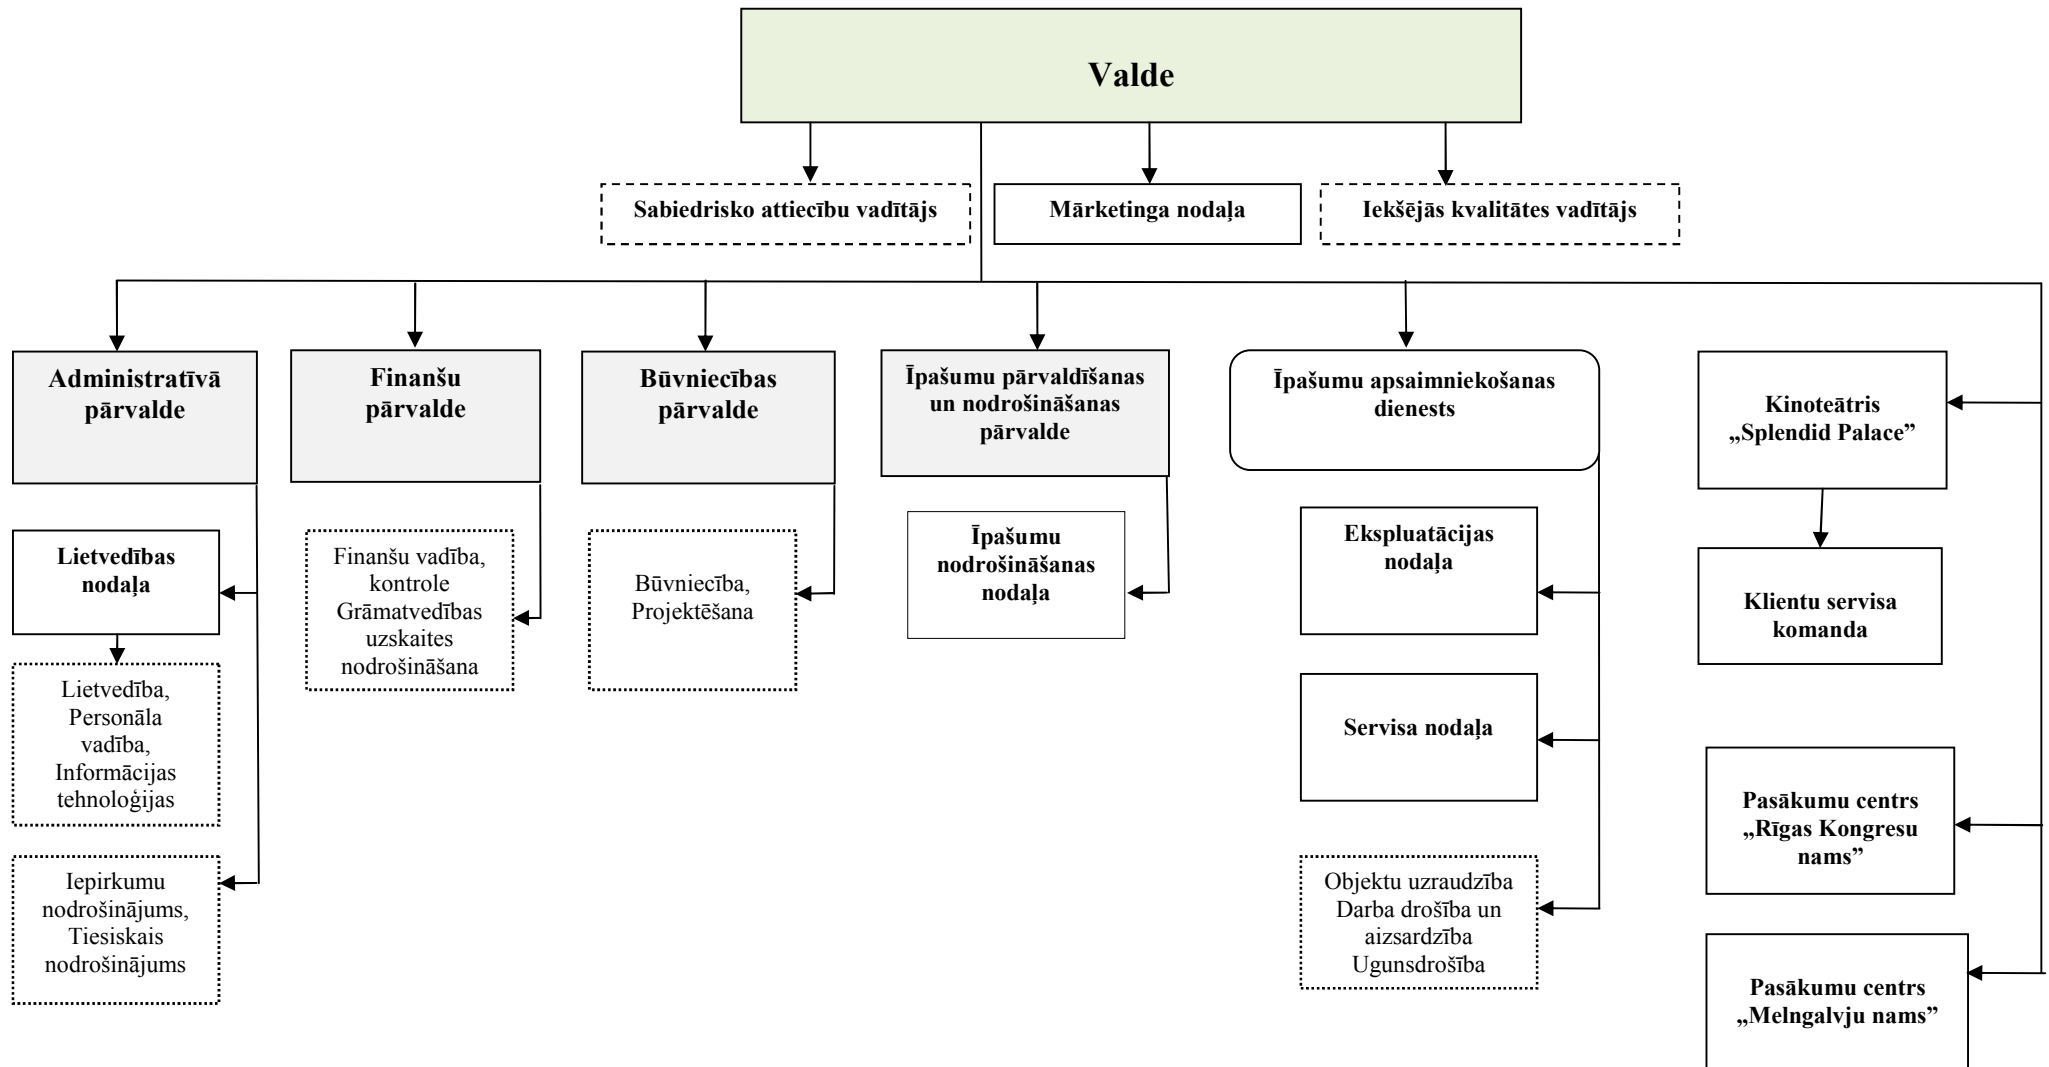 Valde
Sabiedrisko attiecību vadītājs
Mārketinga nodaļa
Iekšējās kvalitātes vadītājs
Administratīvā
pārvalde
Finanšu
pārvalde
Būvniecības
pārvalde
Īpašumu pārvaldīšanas
un nodrošināšanas
pārvalde
Īpašumu apsaimniekošanas
dienests
Kinoteātris
„Splendid Palace”
Lietvedības
nodaļa
Finanšu vadība,
kontrole
Grāmatvedības
uzskaites
nodrošināšana
Būvniecība,
Projektēšana
Īpašumu
nodrošināšanas
nodaļa
Ekspluatācijas
nodaļa
Klientu servisa
komanda
Lietvedība,
Personāla
vadība,
Informācijas
tehnoloģijas
Servisa nodaļa
Pasākumu centrs
„Rīgas Kongresu
nams”
Iepirkumu
nodrošinājums,
Tiesiskais
nodrošinājums
Objektu uzraudzība
Darba drošība un
aizsardzība
Ugunsdrošība
Pasākumu centrs
„Melngalvju nams”